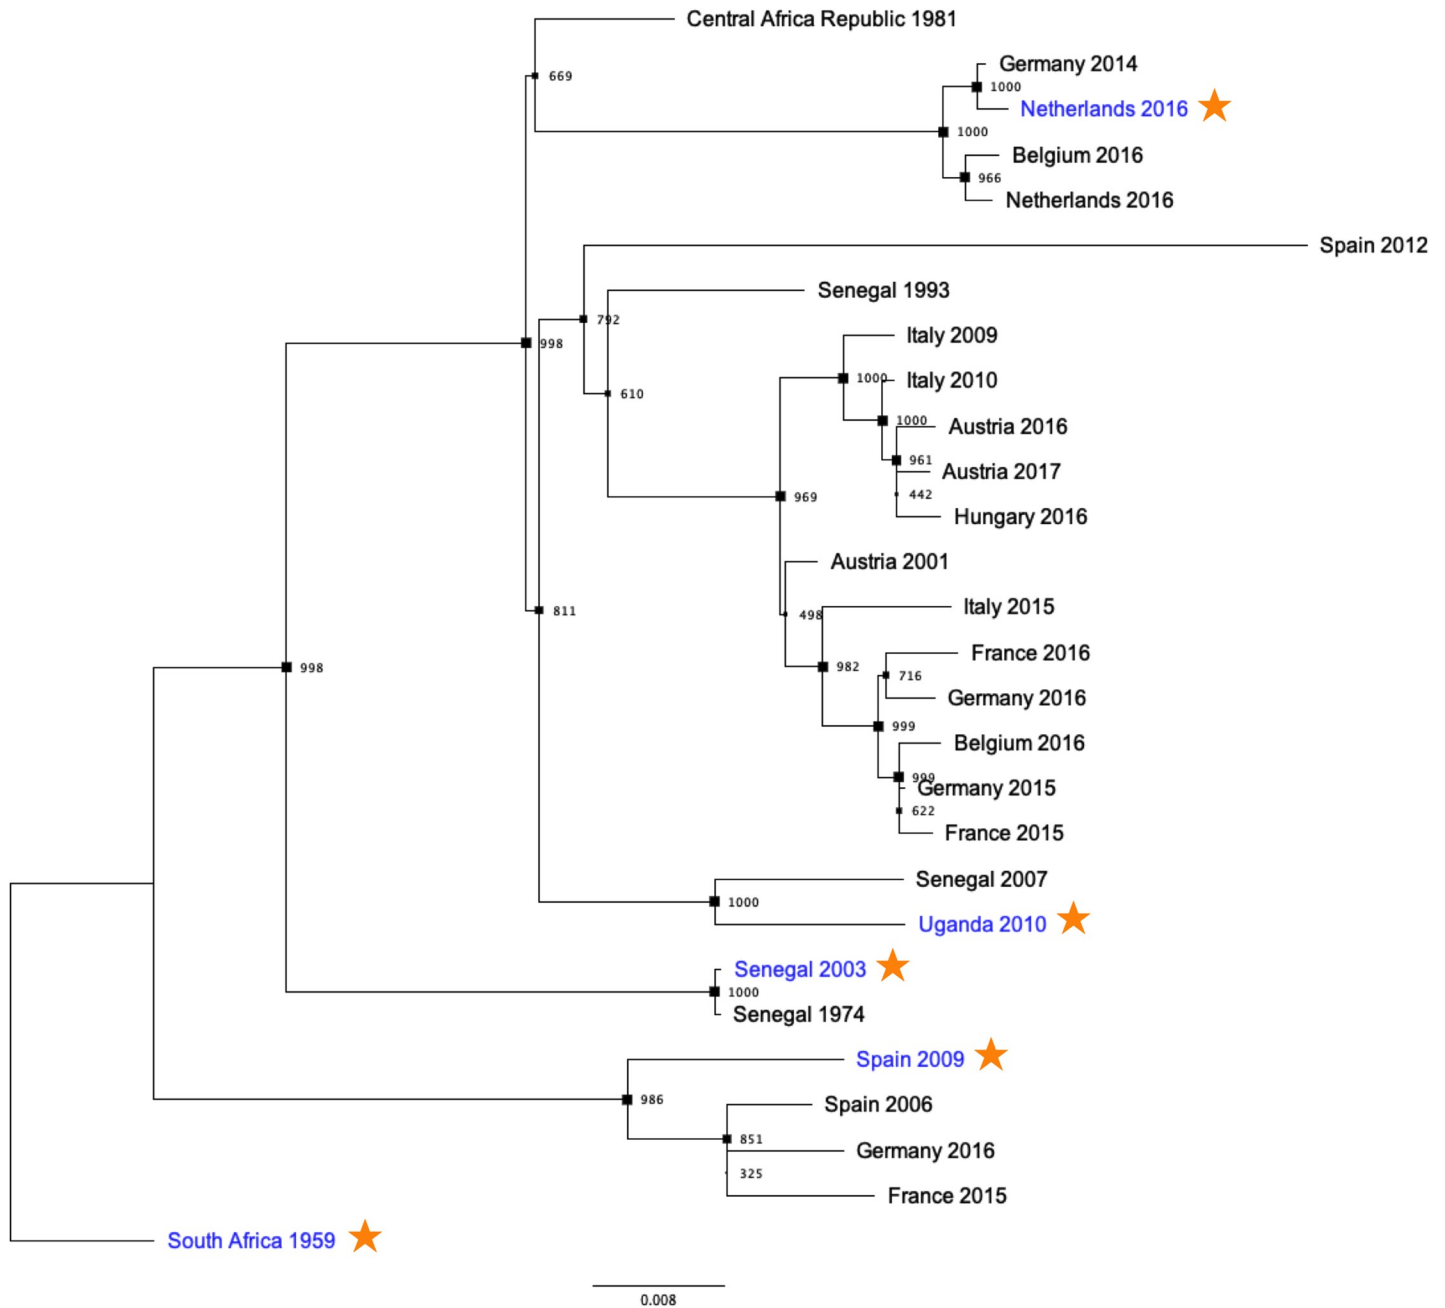 Central Africa Republic 1981
669
Germany 2014
1000
Netherlands 2016
1000
Belgium 2016
966
Netherlands 2016
Spain 2012
Senegal 1993
792
Italy 2009
998
1000
Italy 2010
610
1000
Austria 2016
961
Austria 2017
969
442
Hungary 2016
Austria 2001
Italy 2015
811
498
France 2016
998
982
716
Germany 2016
999
Belgium 2016
999
Germany 2015
622
France 2015
Senegal 2007
1000
Uganda 2010
Senegal 2003
1000
Senegal 1974
Spain 2009
986
Spain 2006
851
Germany 2016
325
France 2015
South Africa 1959
0.008